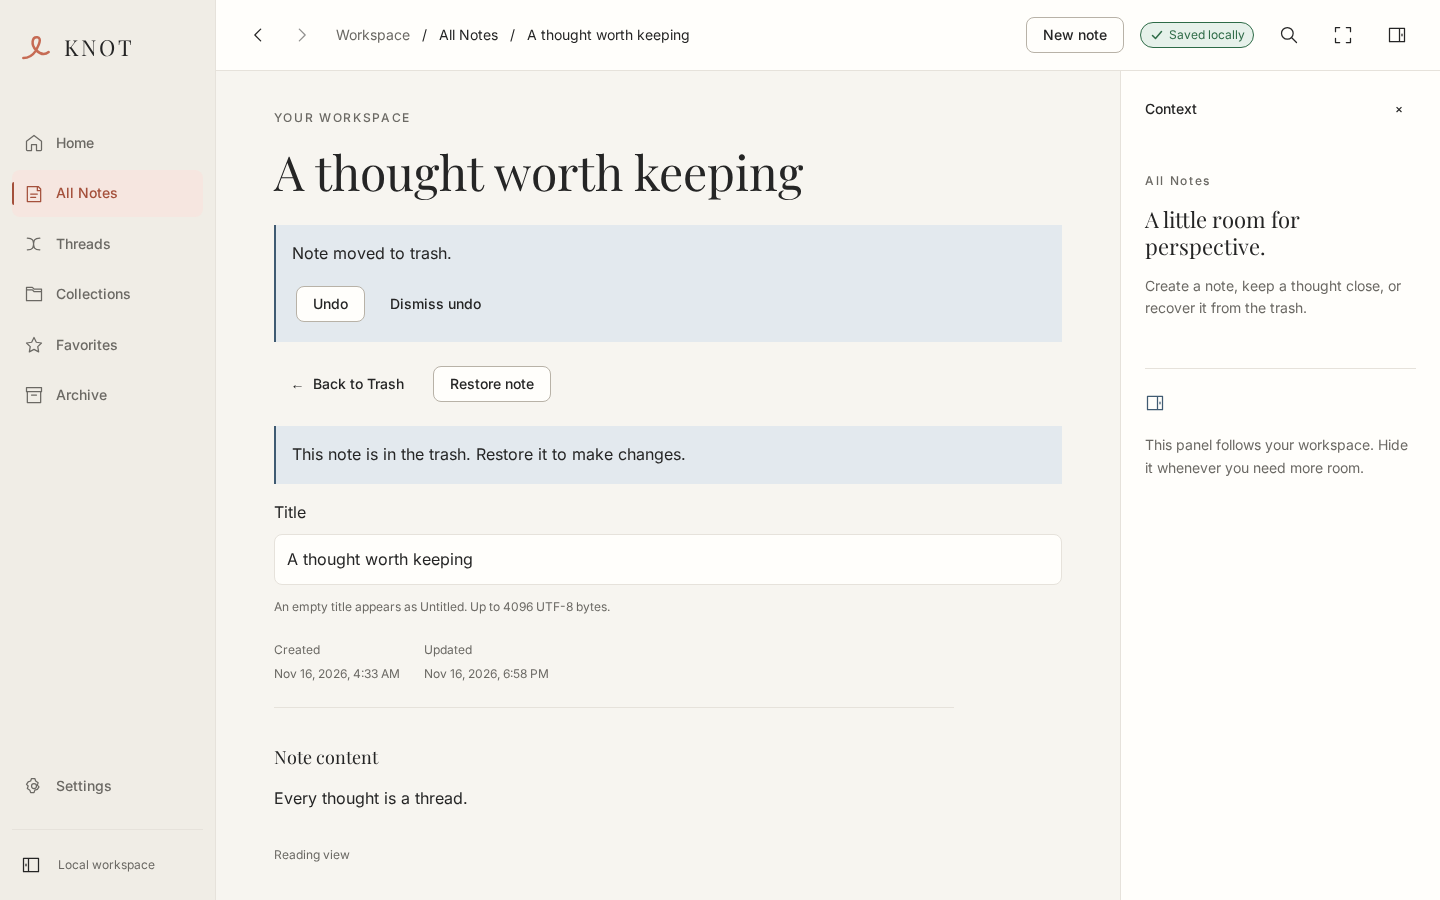 KNOT
Home
All Notes
Threads
Collections
Favorites
Archive
Settings
Local workspace
Workspace / All Notes / A thought worth keeping
New note
Saved locally
YOUR WORKSPACE
A thought worth keeping
Note moved to trash.
Undo
Dismiss undo
← Back to Trash
Restore note
This note is in the trash. Restore it to make changes.
Title
A thought worth keeping
An empty title appears as Untitled. Up to 4096 UTF-8 bytes.
Created
Nov 16, 2026, 4:33 AM
Updated
Nov 16, 2026, 6:58 PM
Note content
Every thought is a thread.
Reading view
Context
×
All Notes
A little room for
perspective.
Create a note, keep a thought close, or
recover it from the trash.
This panel follows your workspace. Hide
it whenever you need more room.